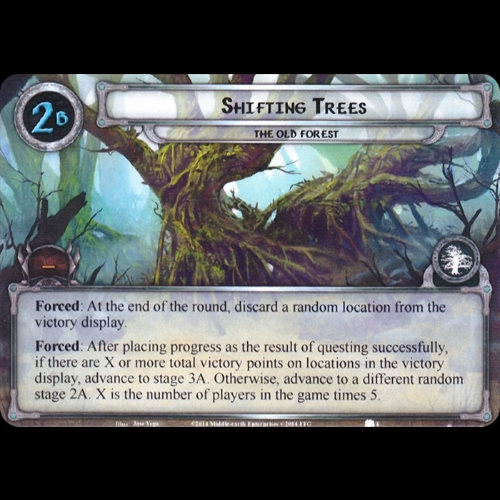 2B
SHIFTING TREES
THE OLD FOREST
Forced: At the end of the round, discard a random location from the
victory display.
Forced: After placing progress as the result of questing successfully,
if there are X or more total victory points on locations in the victory
display, advance to stage 3A. Otherwise, advance to a different random
stage 2A. X is the number of players in the game times 5.
Illus. Jose Vega ©2014 Middle-earth Enterprises • 2014 FFG